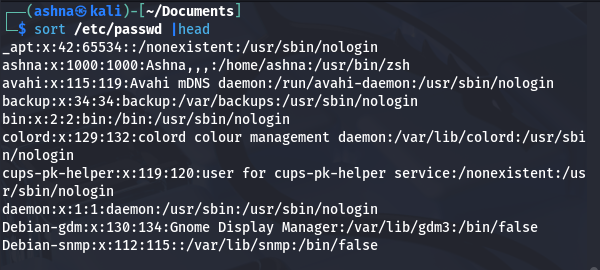 ┌──(ashna㉿kali)-[~/Documents]
└─$ sort /etc/passwd |head
_apt:x:42:65534::/nonexistent:/usr/sbin/nologin
ashna:x:1000:1000:Ashna,,,:/home/ashna:/usr/bin/zsh
avahi:x:115:119:Avahi mDNS daemon:/run/avahi-daemon:/usr/sbin/nologin
backup:x:34:34:backup:/var/backups:/usr/sbin/nologin
bin:x:2:2:bin:/bin:/usr/sbin/nologin
colord:x:129:132:colord colour management daemon:/var/lib/colord:/usr/sbi
n/nologin
cups-pk-helper:x:119:120:user for cups-pk-helper service:/nonexistent:/us
r/sbin/nologin
daemon:x:1:1:daemon:/usr/sbin:/usr/sbin/nologin
Debian-gdm:x:130:134:Gnome Display Manager:/var/lib/gdm3:/bin/false
Debian-snmp:x:112:115::/var/lib/snmp:/bin/false